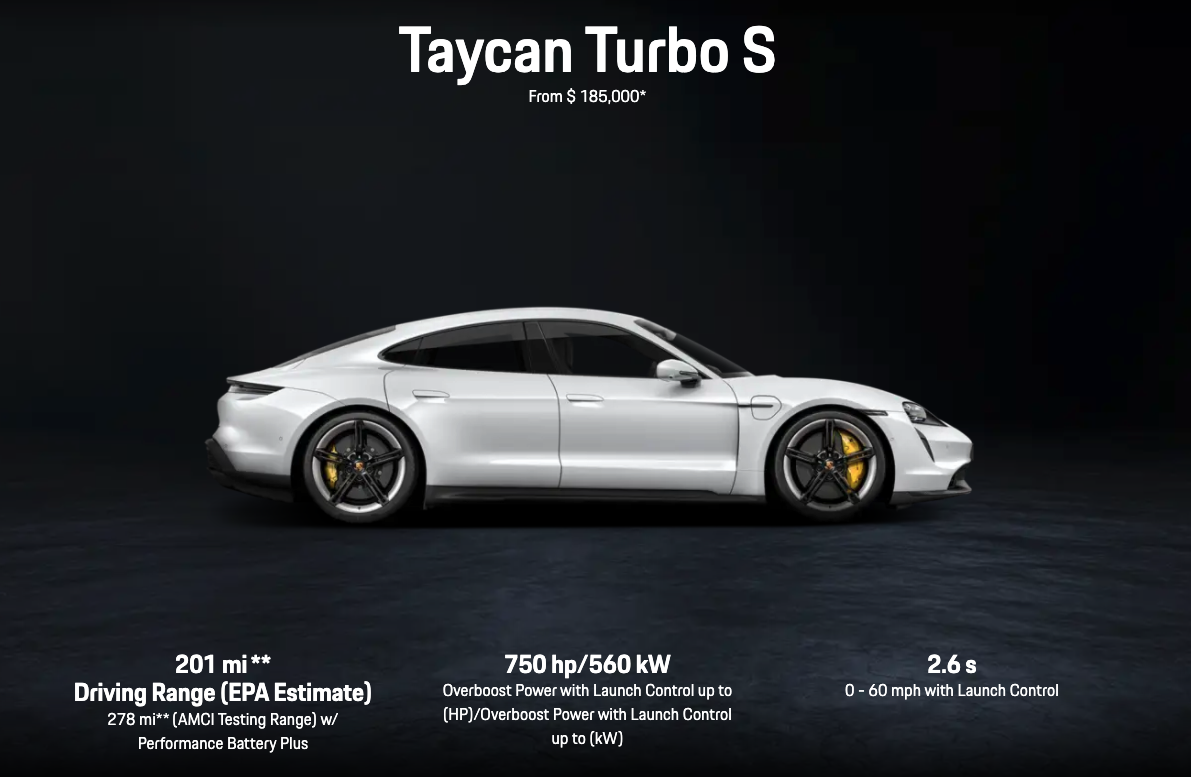 Taycan Turbo S
From $ 185,000*
201 mi **
Driving Range (EPA Estimate)
278 mi** (AMCI Testing Range) w/
Performance Battery Plus
750 hp/560 kW
Overboost Power with Launch Control up to
(HP)/Overboost Power with Launch Control
up to (kW)
2.6 s
0 - 60 mph with Launch Control